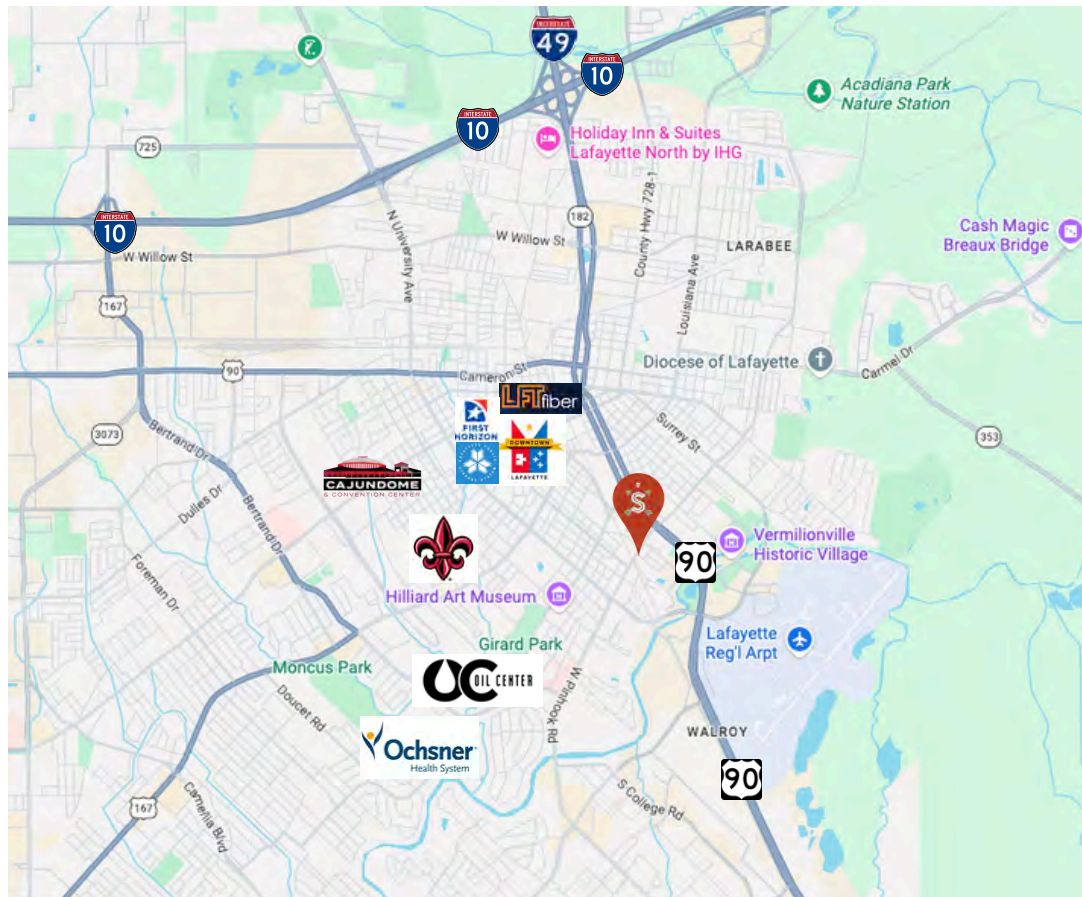 INTERSTATE
49
INTERSTATE
10
INTERSTATE
10
Acadiana Park
Nature Station
Holiday Inn & Suites
Lafayette North by IHG
725
N University Ave
182
County Hwy 728-1
INTERSTATE
10
W Willow St
W Willow St
LARABEE
Cash Magic
Breaux Bridge
Louisiana Ave
167
Diocese of Lafayette
Carmel Dr
90
Cameron St
LFT fiber
FIRST
HORIZON
DOWNTOWN
LAFAYETTE
Surrey St
3073
Bertrand Dr
353
CAJUNDOME
& CONVENTION CENTER
Dulles Dr
Bertrand Dr
S
Vermilionville
Historic Village
90
Foreman Dr
Hilliard Art Museum
Lafayette
Reg'l Arpt
Girard Park
Moncus Park
OC OIL CENTER
W Pinhook Rd
Doucet Rd
Ochsner
Health System
WALROY
90
S College Rd
167
Camellia Blvd